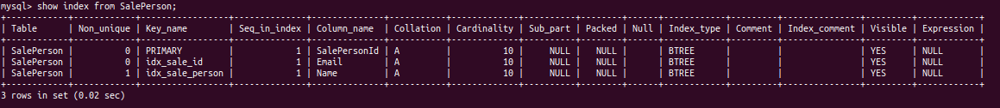 mysql> show index from SalePerson;
+------------+------------+-----------------+--------------+--------------+-----------+-------------+----------+--------+------+------------+---------+---------------+---------+------------+
| Table      | Non_unique | Key_name        | Seq_in_index | Column_name  | Collation | Cardinality | Sub_part | Packed | Null | Index_type | Comment | Index_comment | Visible | Expression |
+------------+------------+-----------------+--------------+--------------+-----------+-------------+----------+--------+------+------------+---------+---------------+---------+------------+
| SalePerson |          0 | PRIMARY         |            1 | SalePersonId | A         |          10 |     NULL |   NULL |      | BTREE      |         |               | YES     | NULL       |
| SalePerson |          0 | idx_sale_id     |            1 | Email        | A         |          10 |     NULL |   NULL |      | BTREE      |         |               | YES     | NULL       |
| SalePerson |          1 | idx_sale_person |            1 | Name         | A         |          10 |     NULL |   NULL |      | BTREE      |         |               | YES     | NULL       |
+------------+------------+-----------------+--------------+--------------+-----------+-------------+----------+--------+------+------------+---------+---------------+---------+------------+
3 rows in set (0.02 sec)